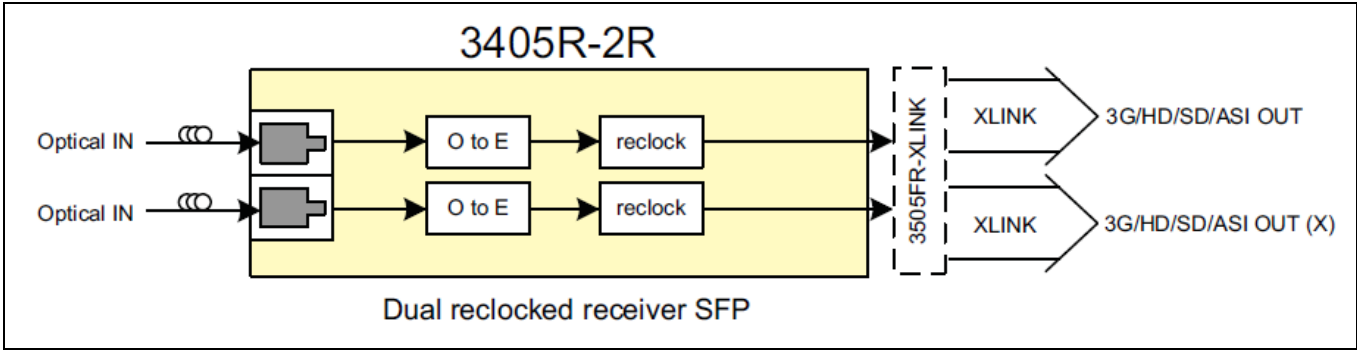 3405R-2R
Optical IN
O to E
reclock
3505FR-XLINK
XLINK
3G/HD/SD/ASI OUT
Optical IN
O to E
reclock
XLINK
3G/HD/SD/ASI OUT (X)
Dual reclocked receiver SFP